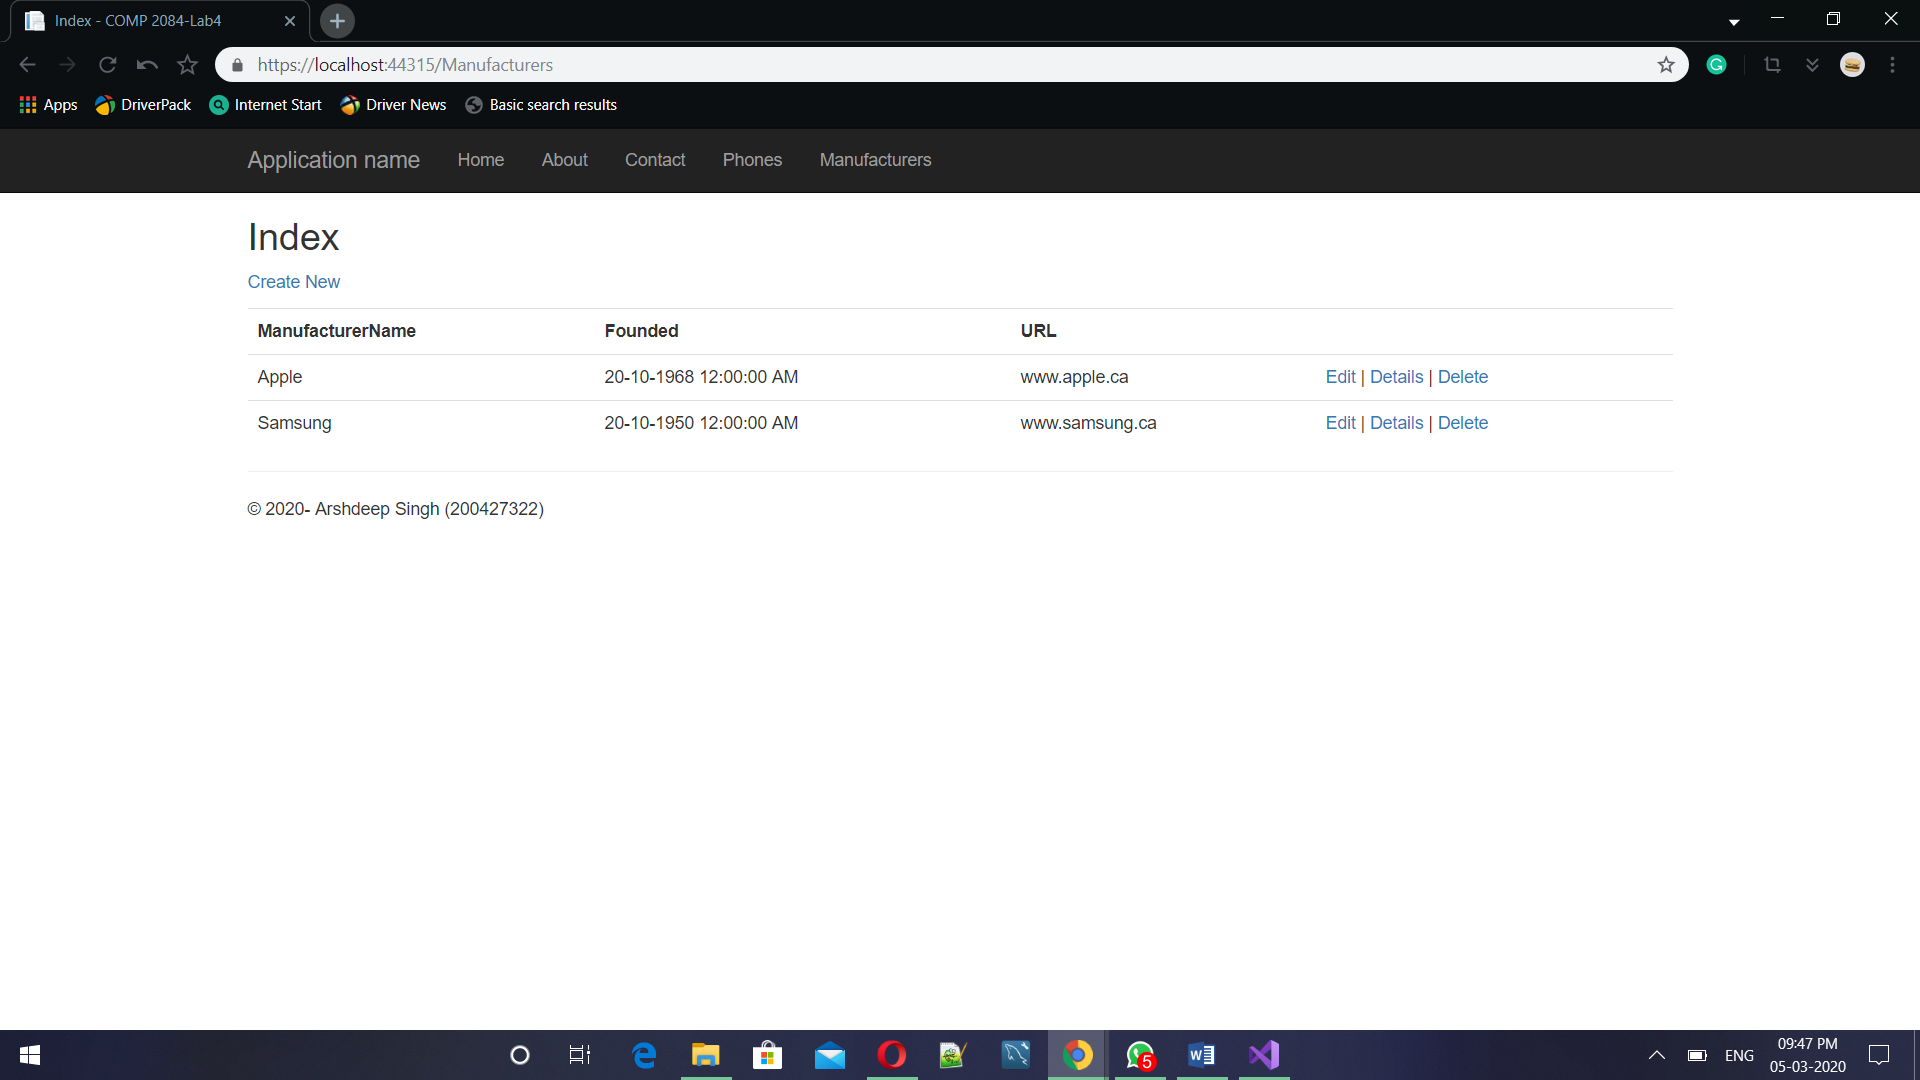 Index - COMP 2084-Lab4
https://localhost:44315/Manufacturers
Apps DriverPack Internet Start Driver News Basic search results
Application name Home About Contact Phones Manufacturers
Index
Create New
ManufacturerName Founded URL
Apple 20-10-1968 12:00:00 AM www.apple.ca Edit | Details | Delete
Samsung 20-10-1950 12:00:00 AM www.samsung.ca Edit | Details | Delete
© 2020- Arshdeep Singh (200427322)
5
ENG
09:47 PM
05-03-2020